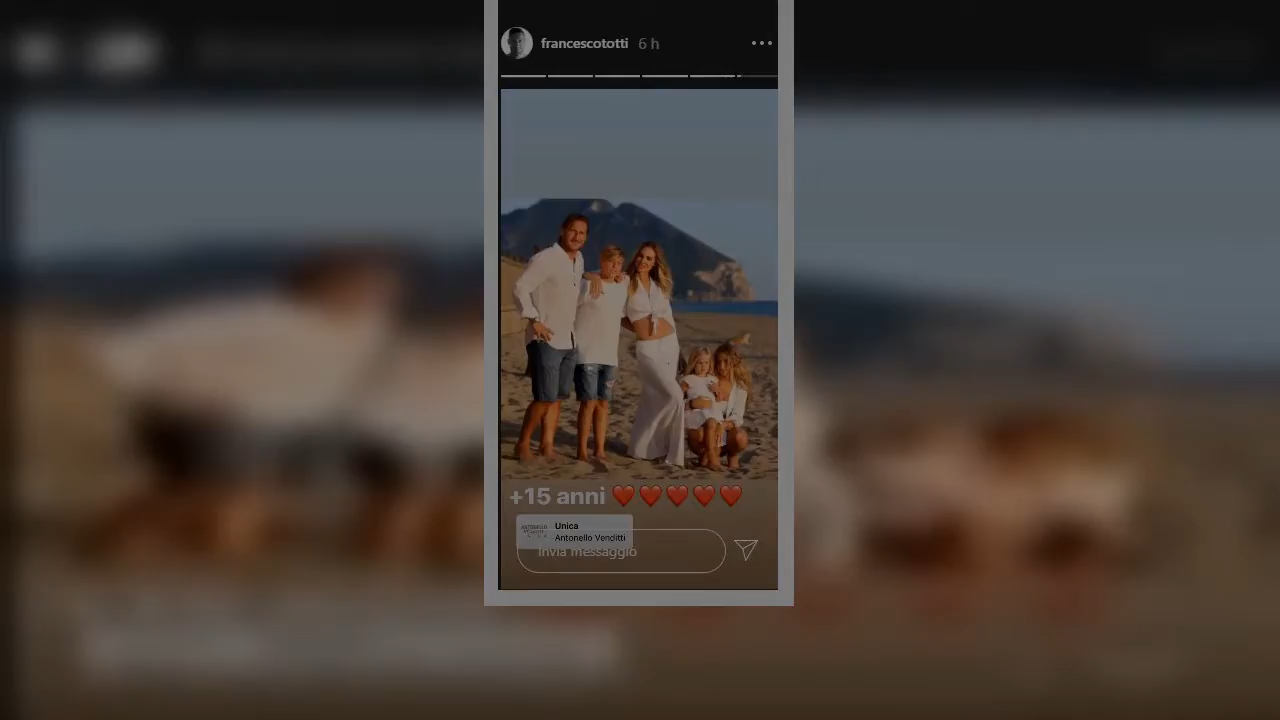 francescototti 6 h
+15 anni ❤️❤️❤️❤️❤️
Unica
Antonello Venditti
Invia messaggio